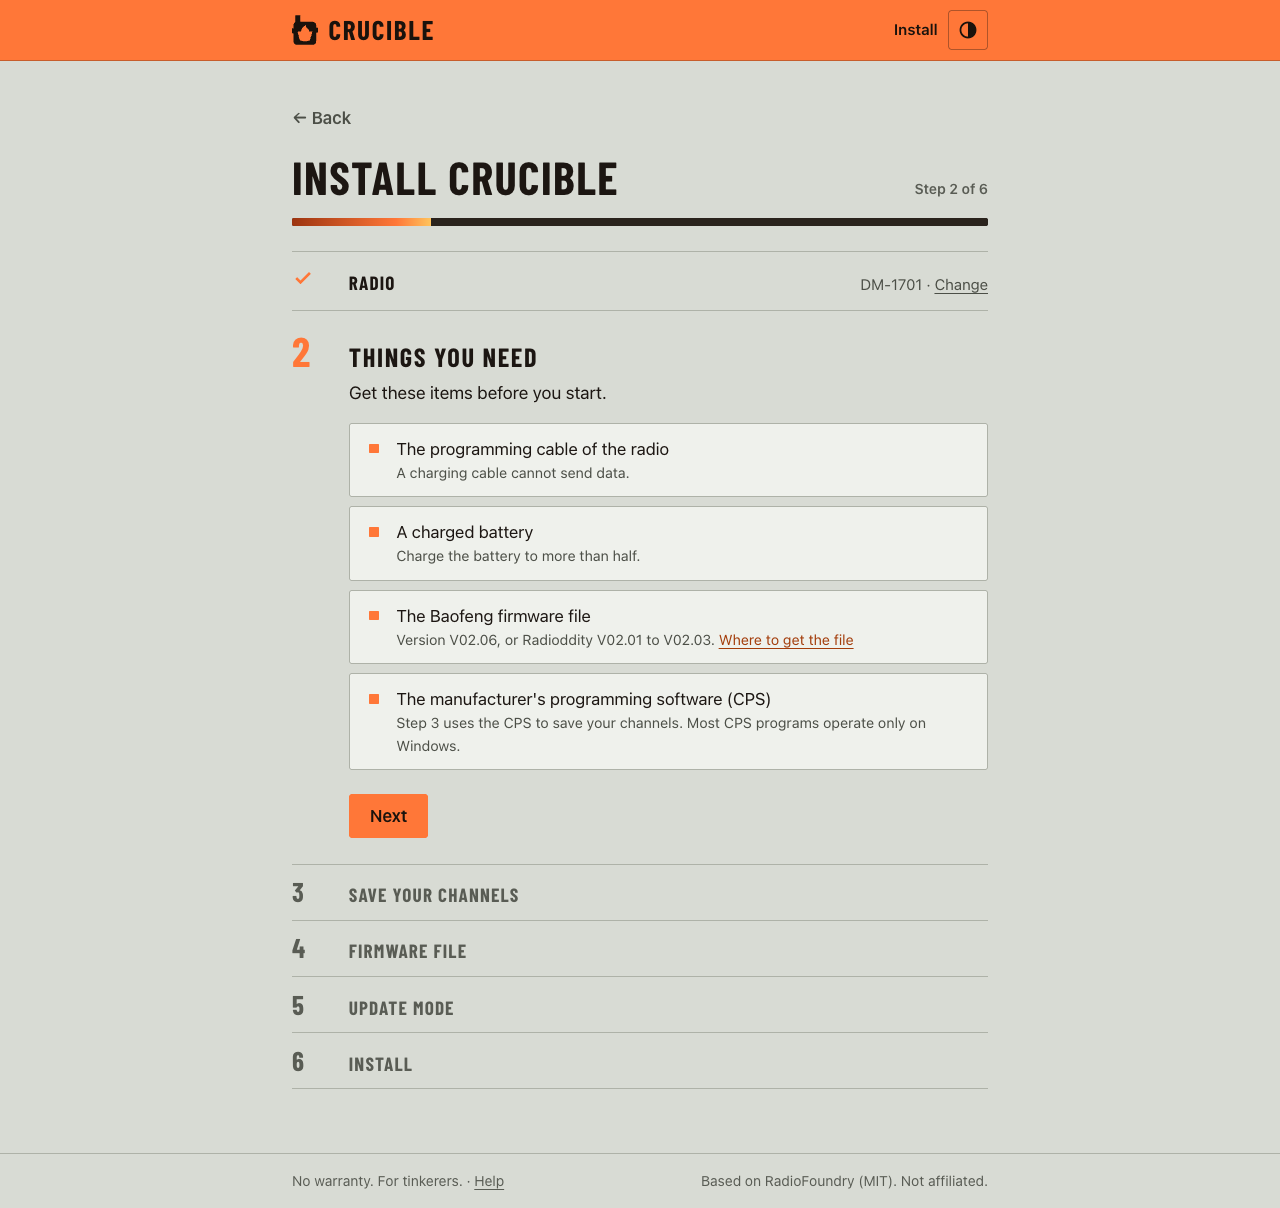 CRUCIBLE
Install
← Back
INSTALL CRUCIBLE
Step 2 of 6
RADIO
DM-1701 · Change
2
THINGS YOU NEED
Get these items before you start.
The programming cable of the radio
A charging cable cannot send data.
A charged battery
Charge the battery to more than half.
The Baofeng firmware file
Version V02.06, or Radioddity V02.01 to V02.03. Where to get the file
The manufacturer's programming software (CPS)
Step 3 uses the CPS to save your channels. Most CPS programs operate only on
Windows.
Next
3 SAVE YOUR CHANNELS
4 FIRMWARE FILE
5 UPDATE MODE
6 INSTALL
No warranty. For tinkerers. · Help
Based on RadioFoundry (MIT). Not affiliated.